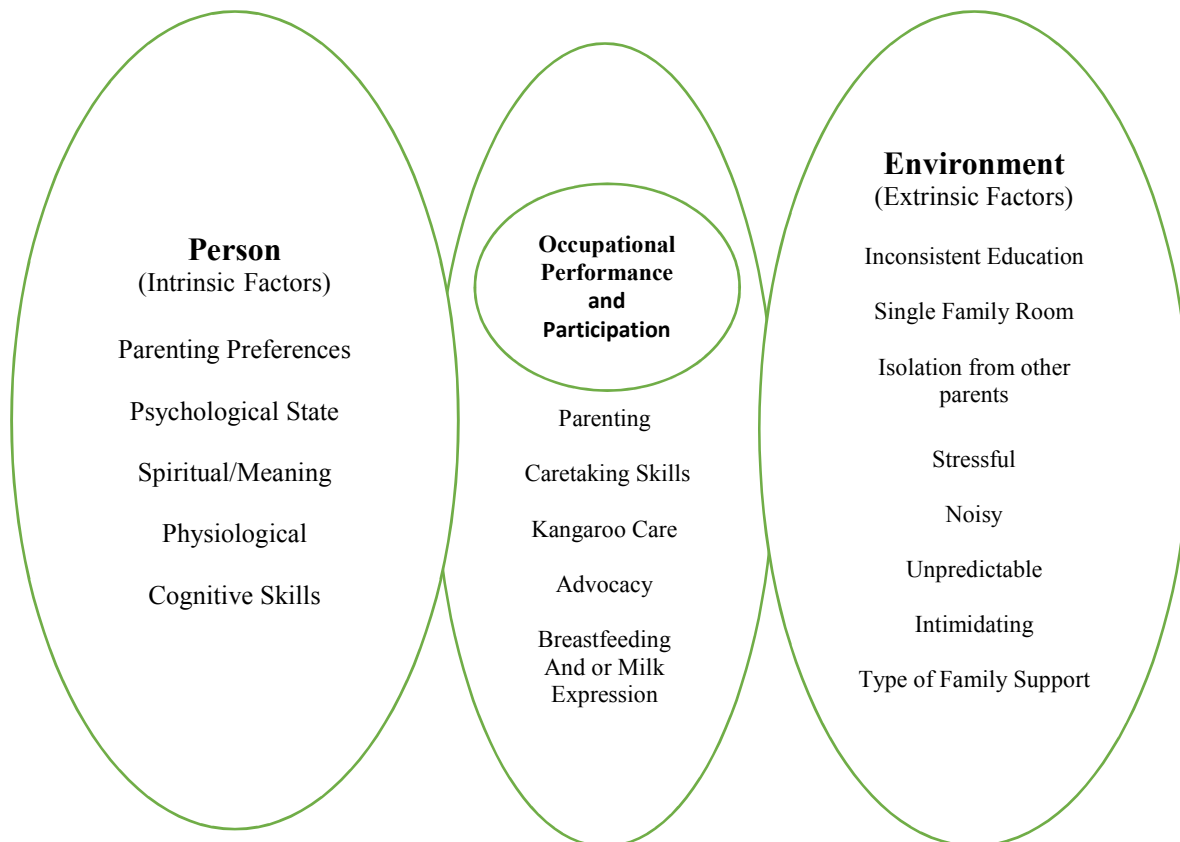 Person
(Intrinsic Factors)
Parenting Preferences
Psychological State
Spiritual/Meaning
Physiological
Cognitive Skills
Occupational
Performance
and
Participation
Parenting
Caretaking Skills
Kangaroo Care
Advocacy
Breastfeeding
And or Milk
Expression
Environment
(Extrinsic Factors)
Inconsistent Education
Single Family Room
Isolation from other
parents
Stressful
Noisy
Unpredictable
Intimidating
Type of Family Support